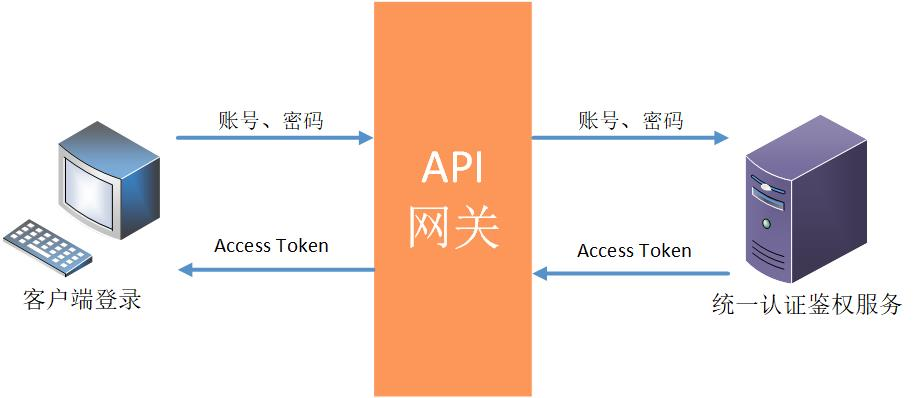 账号、密码
账号、密码
API
网关
Access Token
Access Token
客户端登录
统一认证鉴权服务